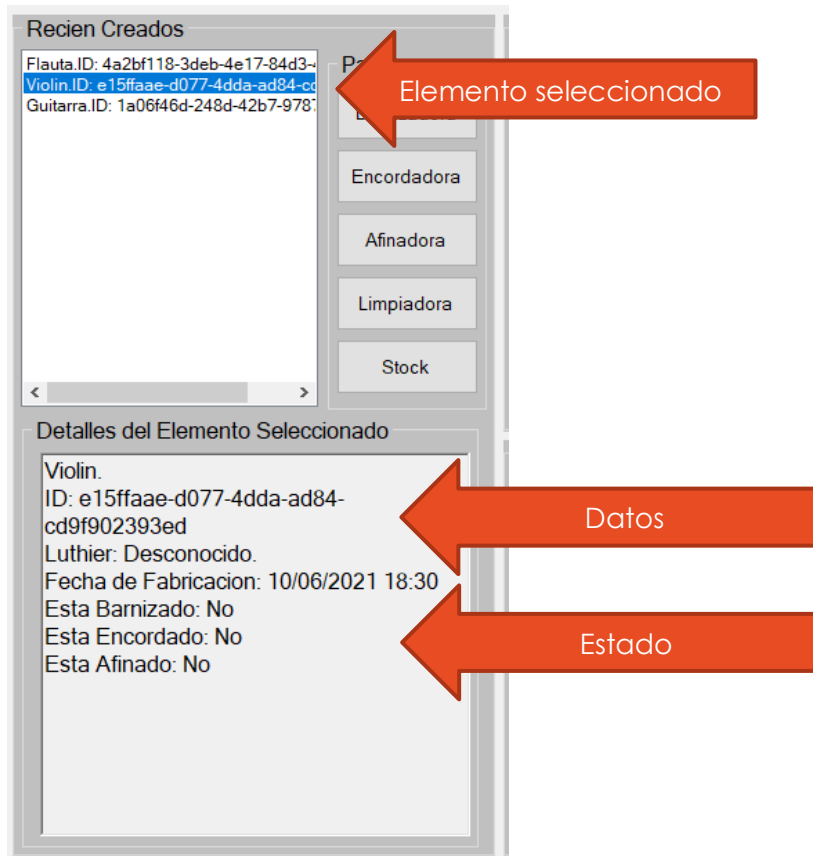 Recien Creados
Flauta.ID: 4a2bf118-3deb-4e17-84d3-
Violin.ID: e15ffaae-d077-4dda-ad84-
Guitarra.ID: 1a06f46d-248d-42b7-9787
Elemento seleccionado
Encordadora
Afinadora
Limpiadora
Stock
Detalles del Elemento Seleccionado
Violin.
ID: e15ffaae-d077-4dda-ad84-
cd9f902393ed
Luthier: Desconocido.
Fecha de Fabricacion: 10/06/2021 18:30
Esta Barnizado: No
Esta Encordado: No
Esta Afinado: No
Datos
Estado